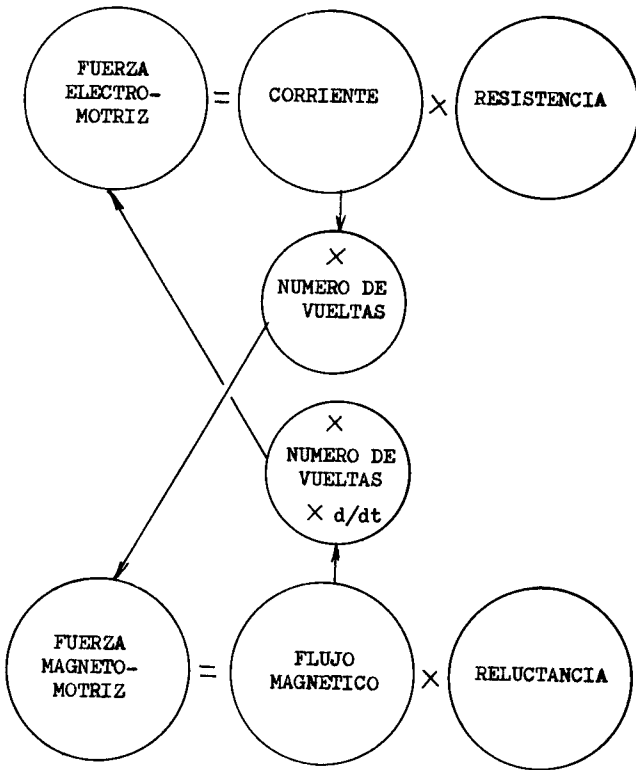 FUERZA
ELECTRO-
MOTRIZ
=
CORRIENTE
×
RESISTENCIA
×
NUMERO DE
VUELTAS
×
NUMERO DE
VUELTAS
× d/dt
FUERZA
MAGNETO-
MOTRIZ
=
FLUJO
MAGNETICO
×
RELUCTANCIA